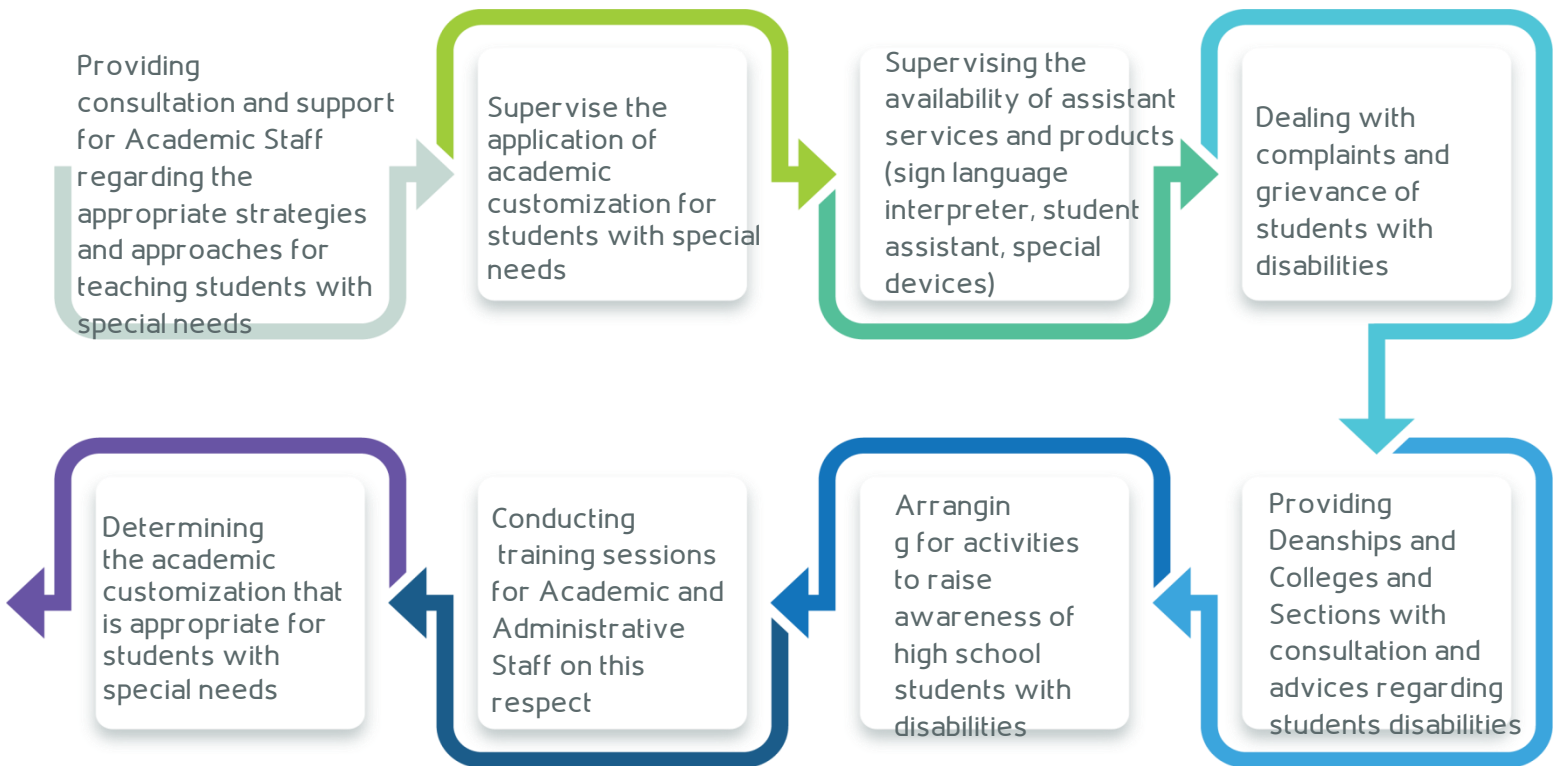 Providing
consultation and support
for Academic Staff
regarding the
appropriate strategies
and approaches for
teaching students with
special needs
Supervise the
application of
academic
customization for
students with special
needs
Supervising the
availability of assistant
services and products
(sign language
interpreter, student
assistant, special
devices)
Dealing with
complaints and
grievance of
students with
disabilities
Providing
Deanships and
Colleges and
Sections with
consultation and
advices regarding
students disabilities
Arrangin
g for activities
to raise
awareness of
high school
students with
disabilities
Conducting
training sessions
for Academic and
Administrative
Staff on this
respect
Determining
the academic
customization that
is appropriate for
students with
special needs